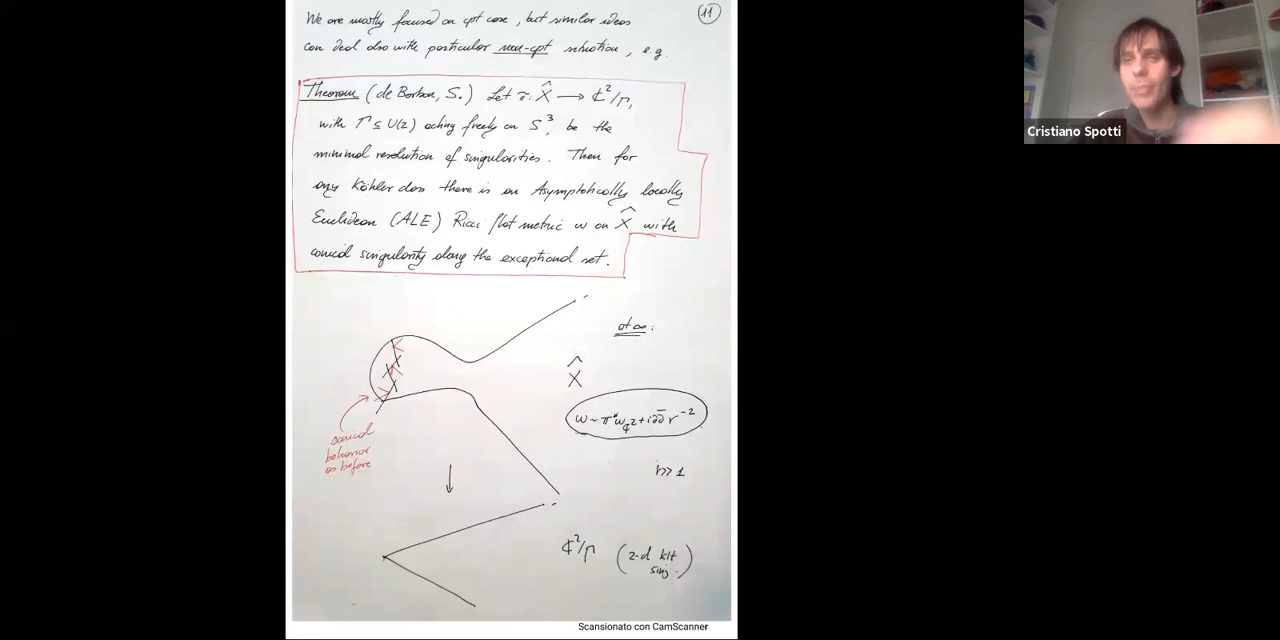 We are mostly focused on cpt case, but similar ideas
11
can deal also with particular non-cpt situation, e.g.
Theorem (de Borbon, S.) Let π: X̂ → ℂ²/Γ,
with Γ ⊆ U(2) acting freely on S³, be the
minimal resolution of singularities. Then for
any Kähler class there is an Asymptotically locally
Euclidean (ALE) Ricci flat metric ω on X̂ with
conical singularity along the exceptional set.
at ∞:
X̂
ω ~ π*ω_ℂ² + i∂∂̄ r⁻²
r >> 1
conical
behavior
as before
ℂ²/Γ (2-d klt
sing.)
Scansionato con CamScanner
Cristiano Spotti